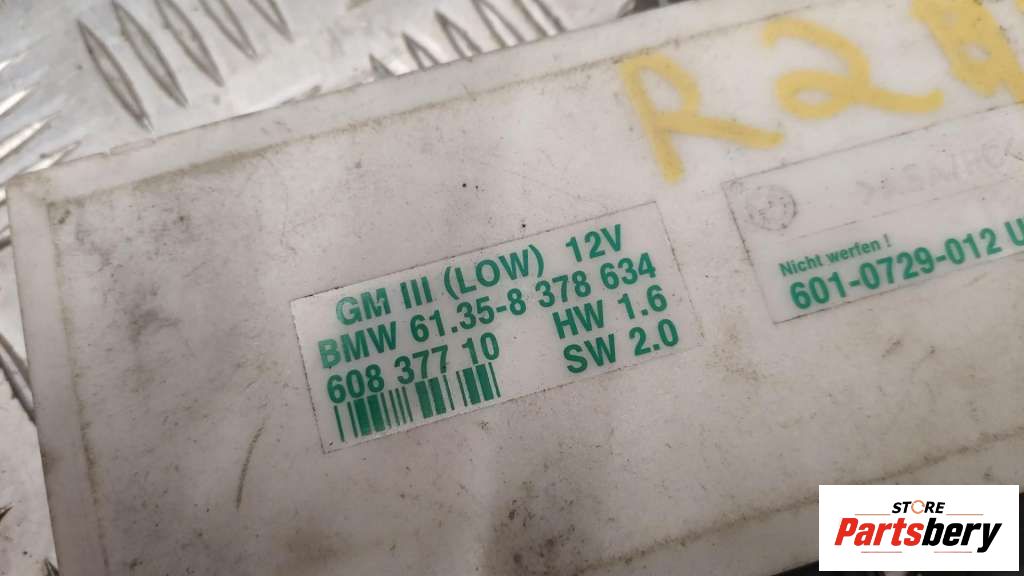 R2
GM III (LOW) 12V
BMW 61.35-8 378 634
608 377 10 HW 1.6
SW 2.0
Nicht werfen !
601-0729-012 U
STORE
Partsbery